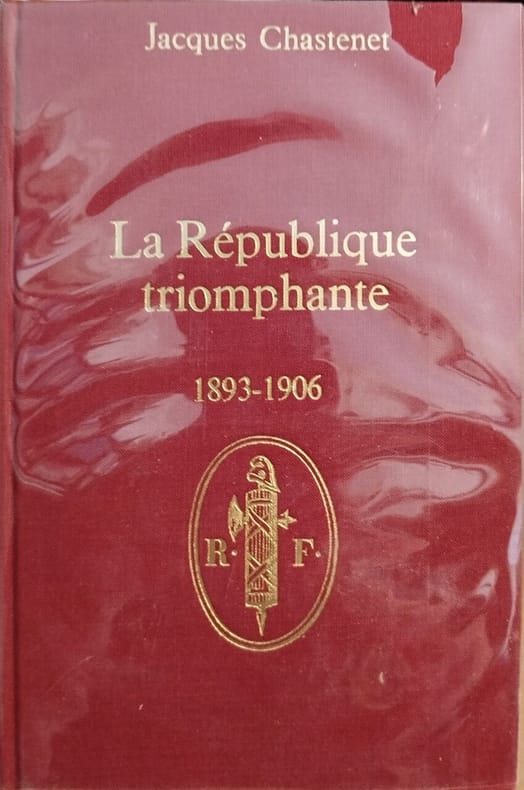 Jacques Chastenet
La République
triomphante
1893-1906
R· F·